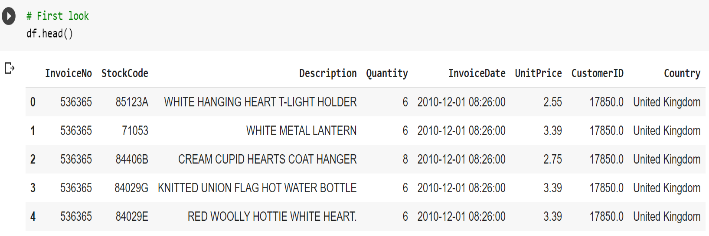 # First look
df.head()
InvoiceNo StockCode Description Quantity InvoiceDate UnitPrice CustomerID Country
0 536365 85123A WHITE HANGING HEART T-LIGHT HOLDER 6 2010-12-01 08:26:00 2.55 17850.0 United Kingdom
1 536365 71053 WHITE METAL LANTERN 6 2010-12-01 08:26:00 3.39 17850.0 United Kingdom
2 536365 84406B CREAM CUPID HEARTS COAT HANGER 8 2010-12-01 08:26:00 2.75 17850.0 United Kingdom
3 536365 84029G KNITTED UNION FLAG HOT WATER BOTTLE 6 2010-12-01 08:26:00 3.39 17850.0 United Kingdom
4 536365 84029E RED WOOLLY HOTTIE WHITE HEART. 6 2010-12-01 08:26:00 3.39 17850.0 United Kingdom